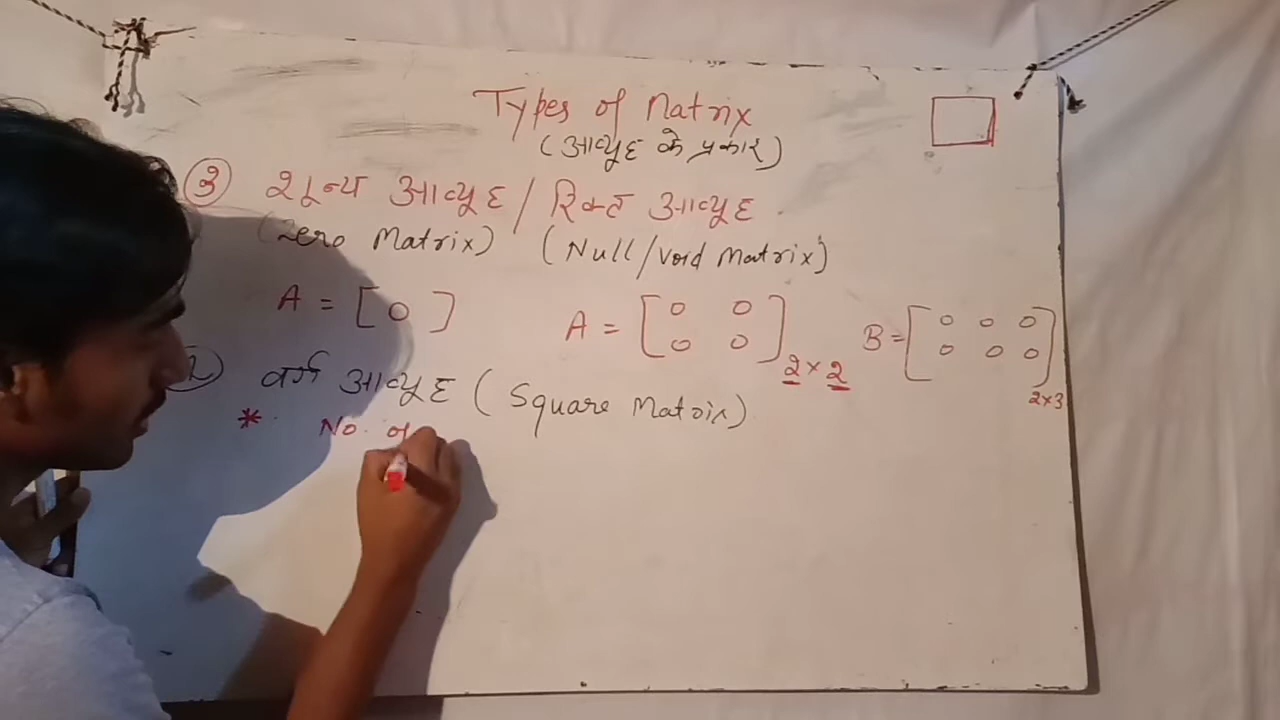 Types of Matrix
(आव्यूह के प्रकार)
③ शून्य आव्यूह / रिक्त आव्यूह
(Zero Matrix) (Null/Void Matrix)
A = [ 0 ]
A = [ 0 0
0 0 ] 2 × 2
B = [ 0 0 0
0 0 0 ] 2×3
वर्ग आव्यूह ( Square Matrix)
* No. of